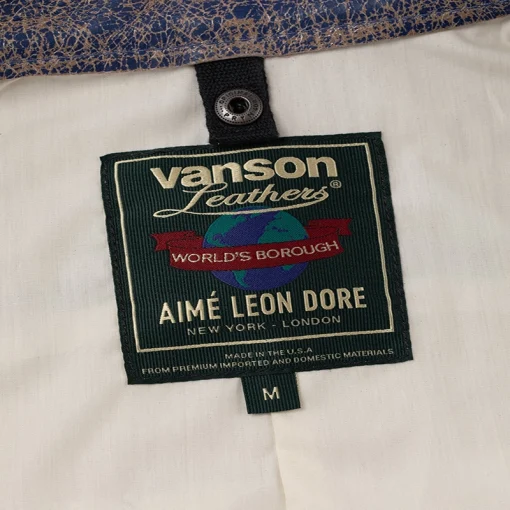 vanson
Leathers®
WORLD'S BOROUGH
AIMÉ LEON DORE
NEW YORK - LONDON
MADE IN THE U.S.A
FROM PREMIUM IMPORTED AND DOMESTIC MATERIALS
M